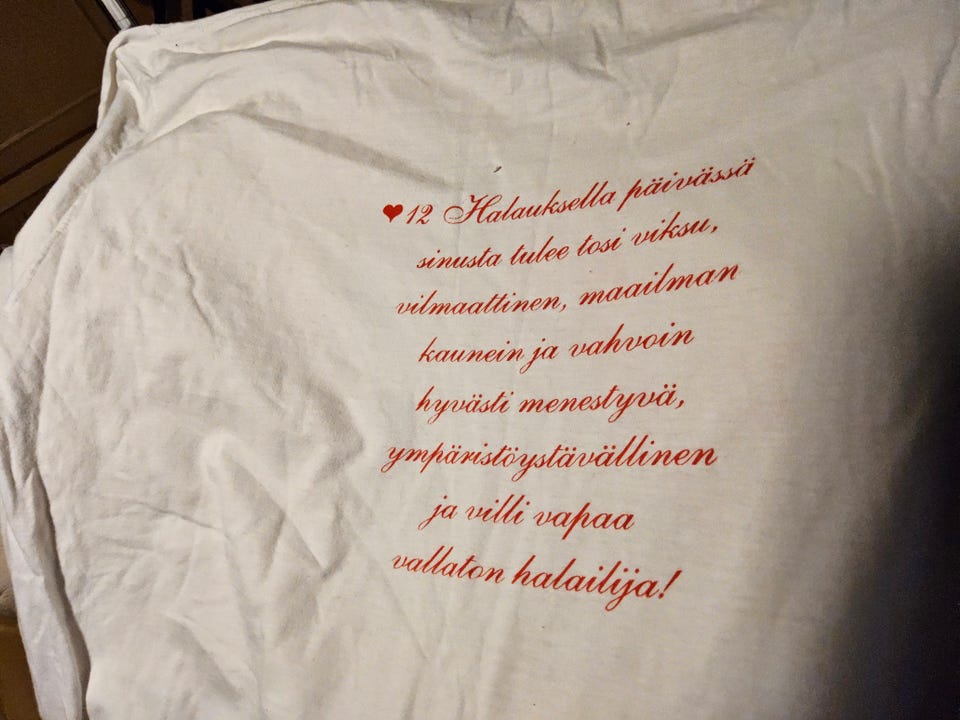 ♥12 Halauksella päivässä
sinusta tulee tosi viksu,
vilmaattinen, maailman
kaunein ja vahvoin
hyvästi menestyvä,
ympäristöystävällinen
ja villi vapaa
vallaton halailija!